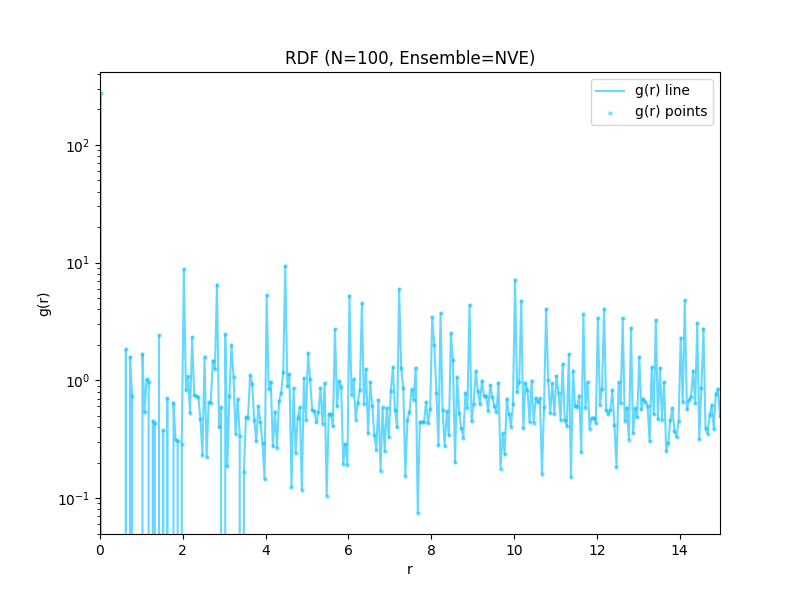 RDF (N=100, Ensemble=NVE)
g(r) line
g(r) points
10²
10¹
10⁰
10⁻¹
g(r)
0 2 4 6 8 10 12 14
r